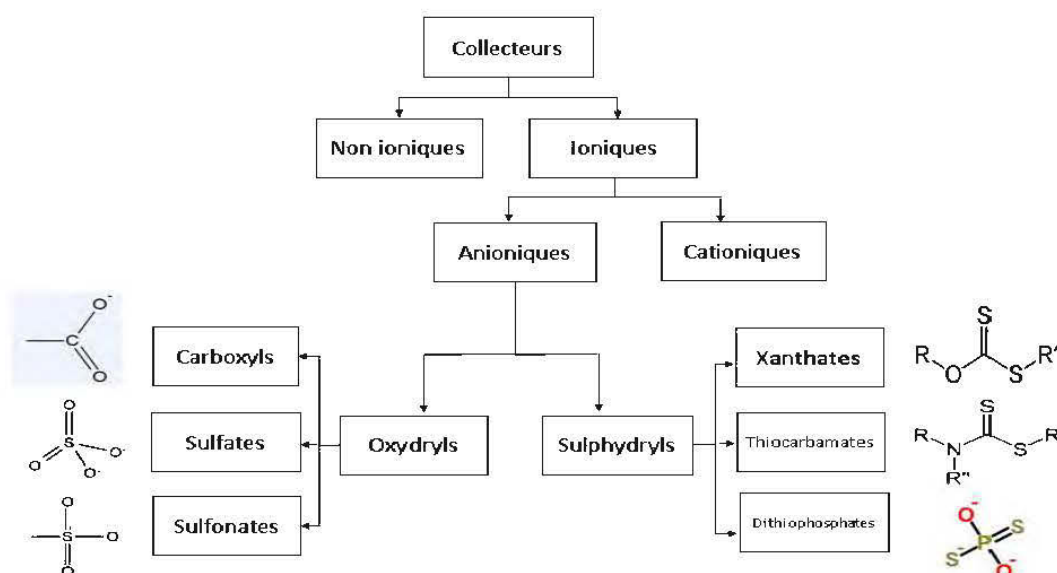 Collecteurs
Non ioniques
Ioniques
Anioniques
Cationiques
Carboxyls
Sulfates
Sulfonates
Oxydryls
Sulphydryls
Xanthates
Thiocarbamates
Dithiophosphates
O-
C
O
O
S
O
O-
O-
O
S
O
O
S
R
O
S
R'
S
R
N
S
R
R"
O-
P
S
S-
O-